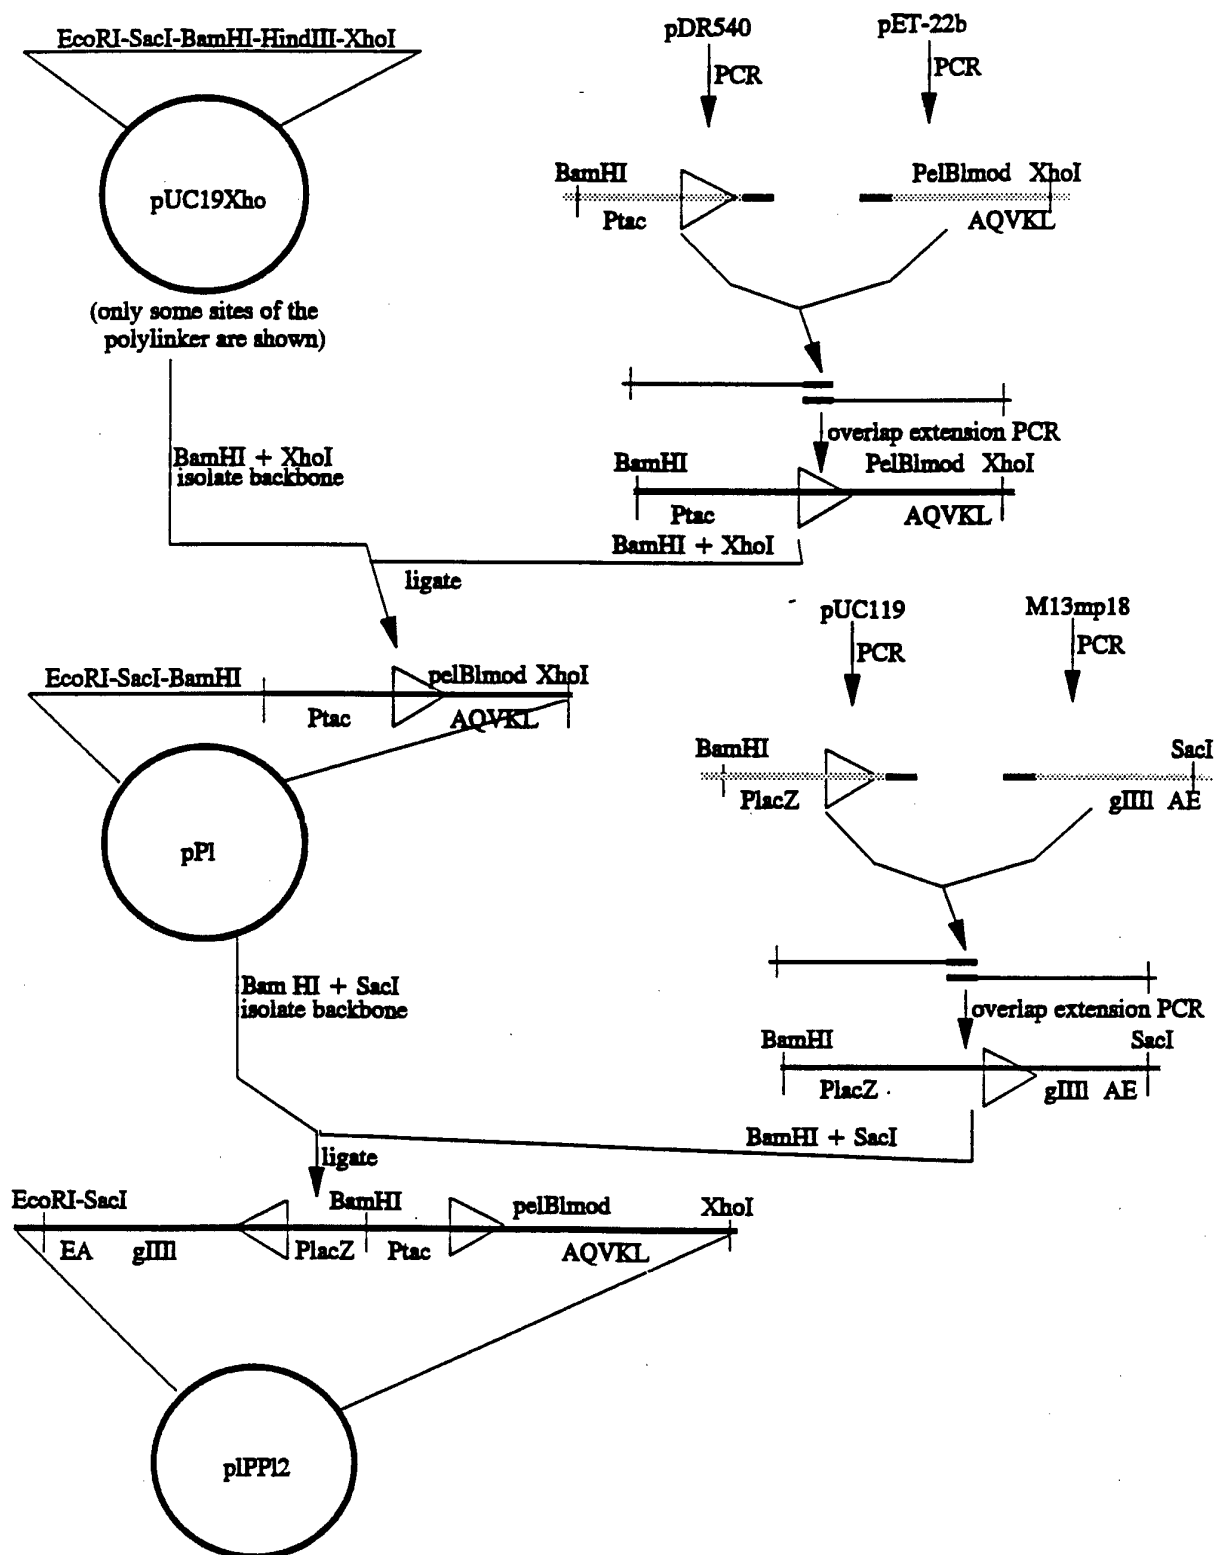 EcoRI-SacI-BamHI-HindIII-XhoI
pUC19Xho
(only some sites of the
polylinker are shown)
pDR540
pET-22b
PCR
PCR
BamHI
Ptac
PelBlmod XhoI
AQVKL
overlap extension PCR
BamHI
PelBlmod XhoI
Ptac
AQVKL
BamHI + XhoI
isolate backbone
BamHI + XhoI
ligate
EcoRI-SacI-BamHI
pelBlmod XhoI
Ptac
AQVKL
pPl
pUC119
M13mp18
PCR
PCR
BamHI
PlacZ
SacI
gIIIl AE
overlap extension PCR
BamHI
SacI
PlacZ
gIIIl AE
Bam HI + SacI
isolate backbone
BamHI + SacI
ligate
EcoRI-SacI
BamHI
pelBlmod
XhoI
EA
gIIIl
PlacZ
Ptac
AQVKL
plPPl2